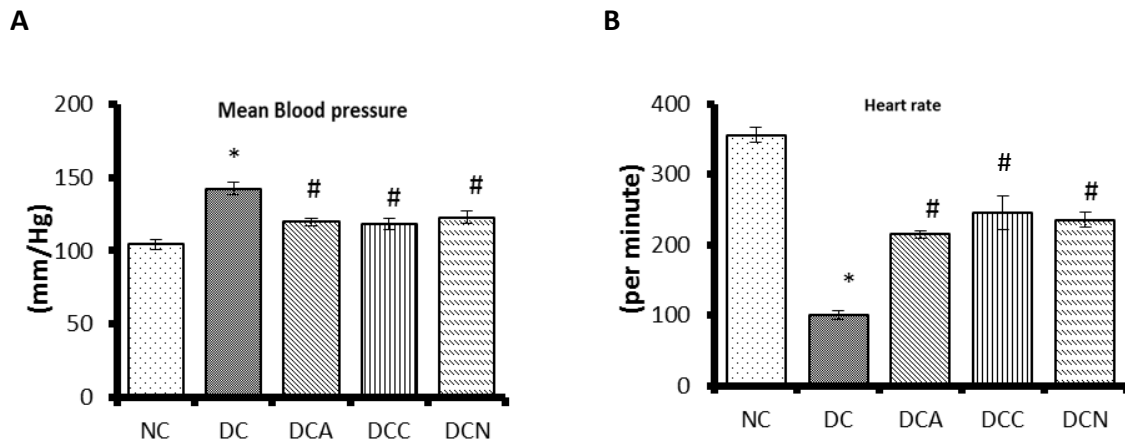 A
Mean Blood pressure
(mm/Hg)
200
150
100
50
0
*
#
#
#
NC DC DCA DCC DCN
B
Heart rate
(per minute)
400
300
200
100
0
*
#
#
#
NC DC DCA DCC DCN